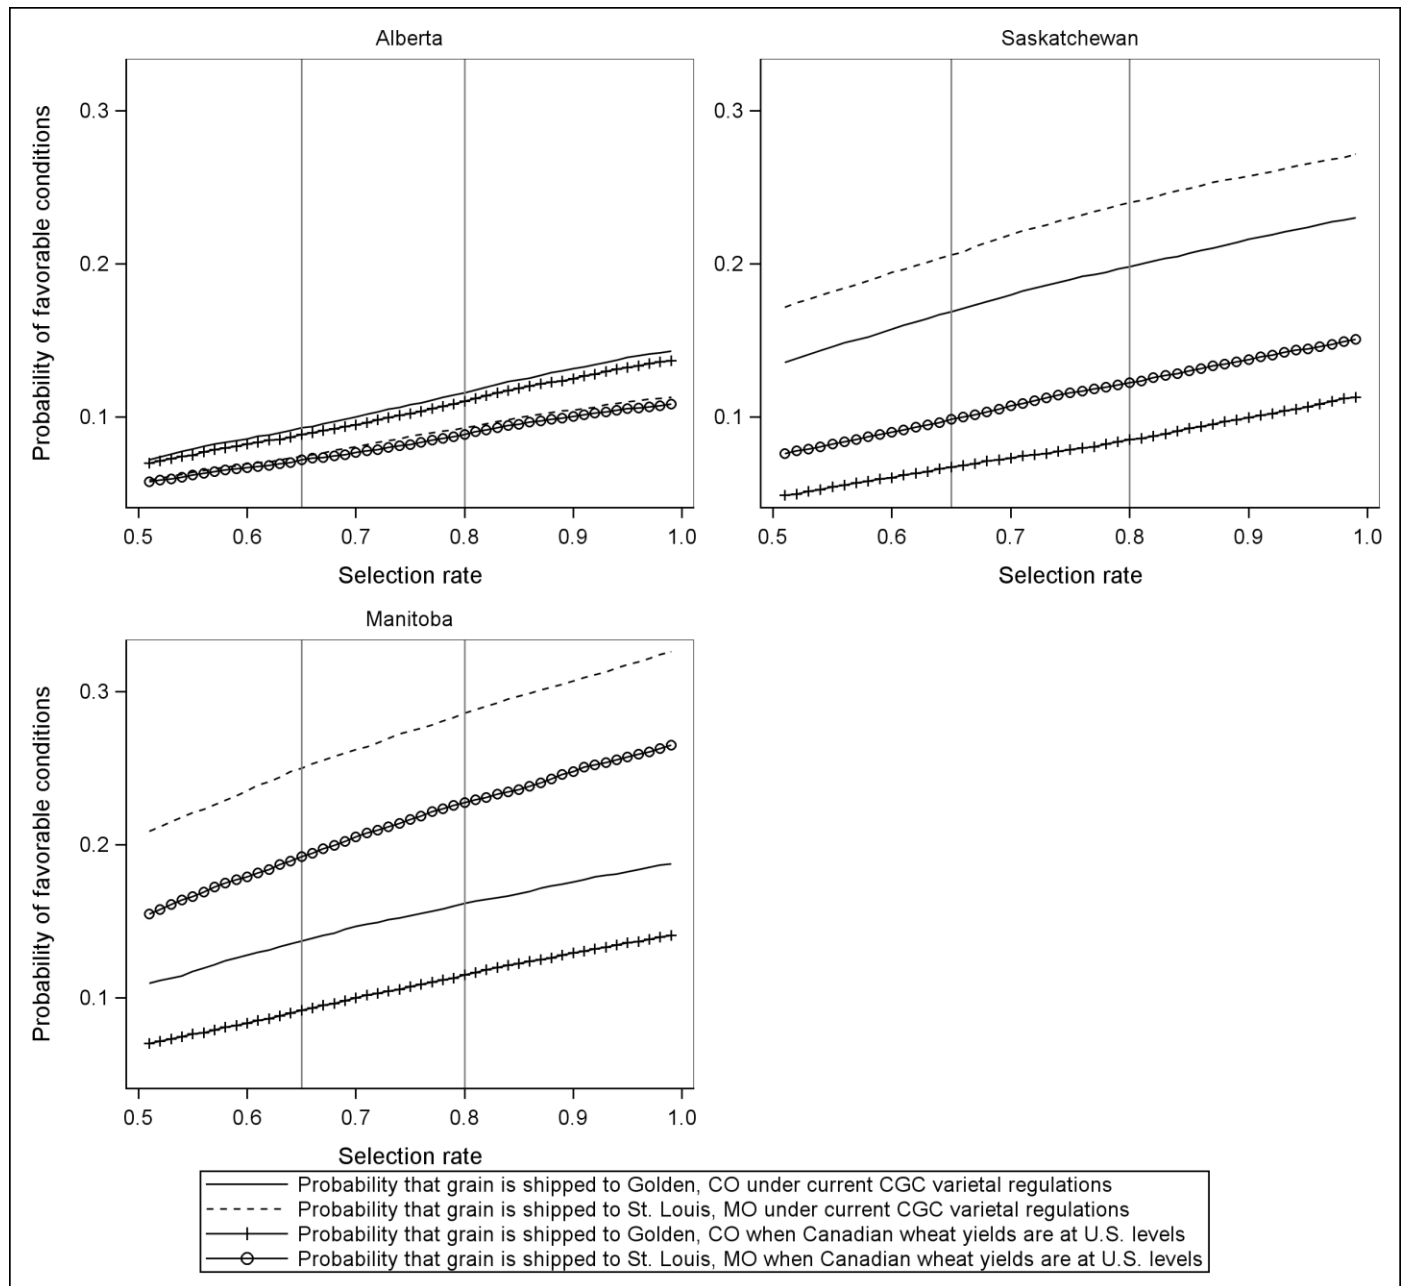 Alberta
Probability of favorable conditions
0.3
0.2
0.1
0.5 0.6 0.7 0.8 0.9 1.0
Selection rate
Saskatchewan
Probability of favorable conditions
0.3
0.2
0.1
0.5 0.6 0.7 0.8 0.9 1.0
Selection rate
Manitoba
Probability of favorable conditions
0.3
0.2
0.1
0.5 0.6 0.7 0.8 0.9 1.0
Selection rate
Probability that grain is shipped to Golden, CO under current CGC varietal regulations
Probability that grain is shipped to St. Louis, MO under current CGC varietal regulations
Probability that grain is shipped to Golden, CO when Canadian wheat yields are at U.S. levels
Probability that grain is shipped to St. Louis, MO when Canadian wheat yields are at U.S. levels